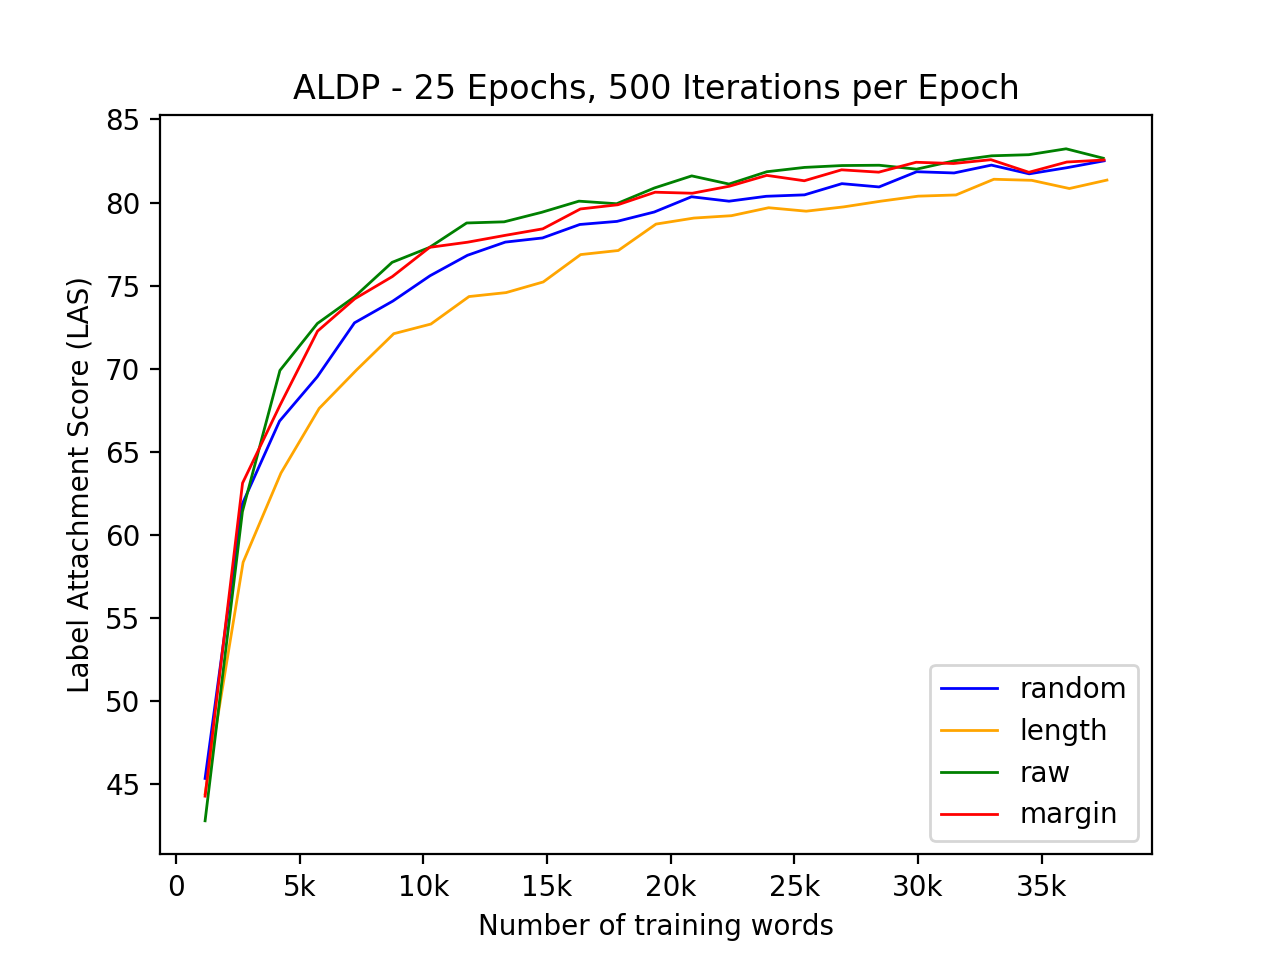 ALDP - 25 Epochs, 500 Iterations per Epoch
85
80
75
70
65
60
55
50
45
Label Attachment Score (LAS)
random
length
raw
margin
0 5k 10k 15k 20k 25k 30k 35k
Number of training words